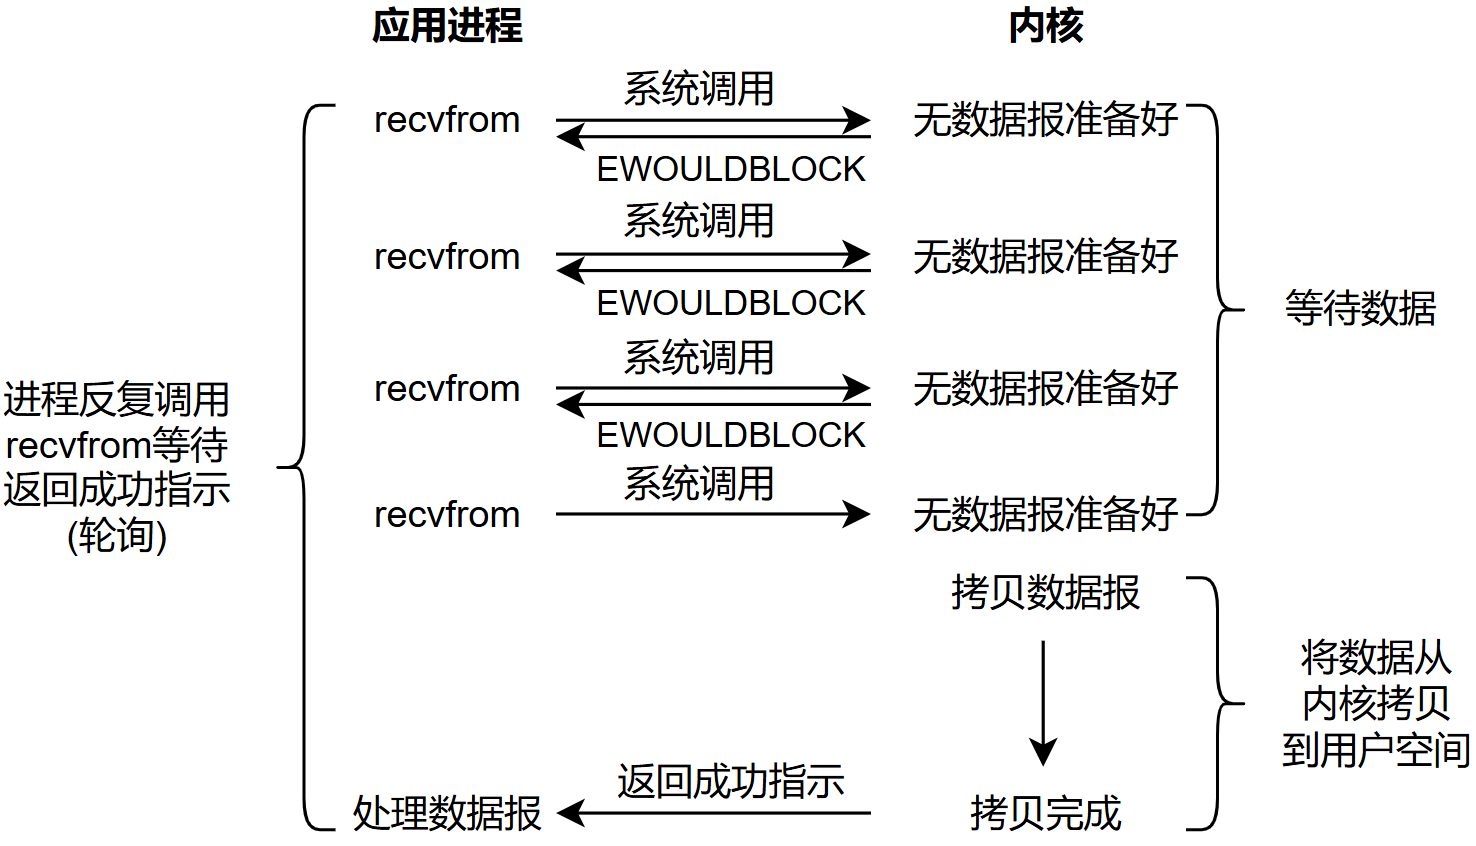 应用进程
内核
系统调用
recvfrom
无数据报准备好
EWOULDBLOCK
系统调用
recvfrom
无数据报准备好
EWOULDBLOCK
等待数据
系统调用
recvfrom
无数据报准备好
EWOULDBLOCK
进程反复调用
recvfrom等待
返回成功指示
(轮询)
系统调用
recvfrom
无数据报准备好
拷贝数据报
将数据从
内核拷贝
到用户空间
返回成功指示
处理数据报
拷贝完成